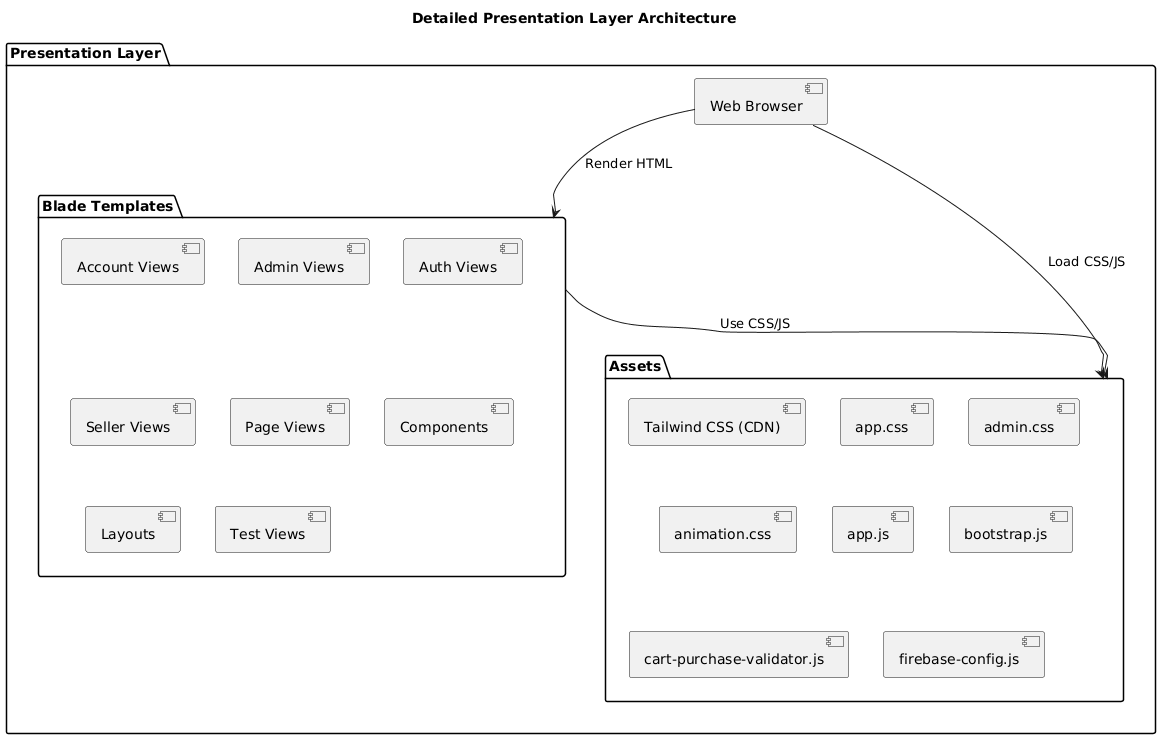 Detailed Presentation Layer Architecture
Presentation Layer
Web Browser
Render HTML
Load CSS/JS
Blade Templates
Account Views
Admin Views
Auth Views
Use CSS/JS
Seller Views
Page Views
Components
Layouts
Test Views
Assets
Tailwind CSS (CDN)
app.css
admin.css
animation.css
app.js
bootstrap.js
cart-purchase-validator.js
firebase-config.js